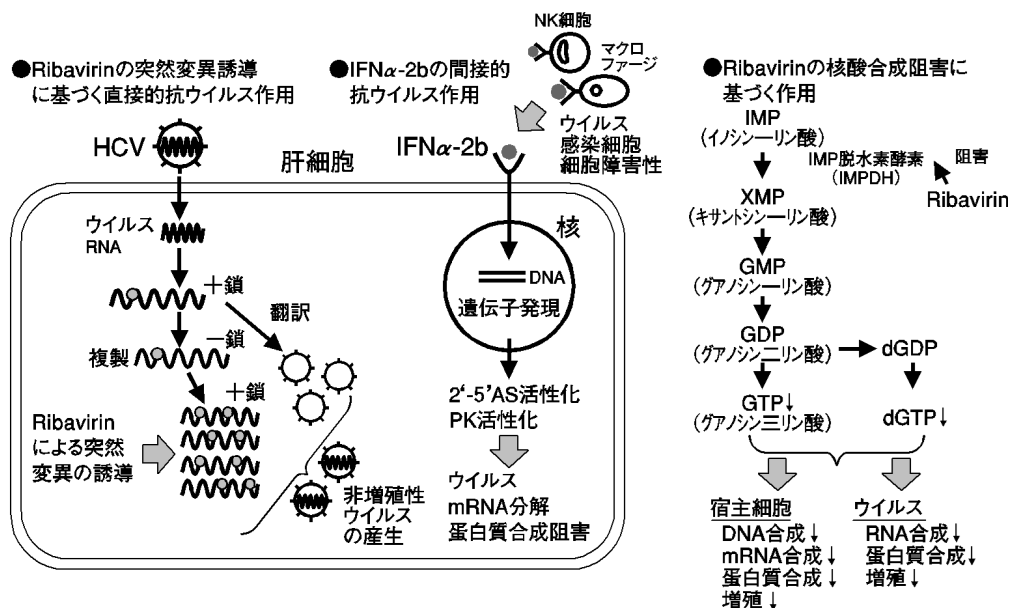 ●Ribavirinの突然変異誘導
に基づく直接的抗ウイルス作用
HCV
肝細胞
ウイルス
RNA
+鎖
翻訳
複製
−鎖
+鎖
Ribavirin
による突然
変異の誘導
非増殖性
ウイルス
の産生
●IFNα-2bの間接的
抗ウイルス作用
NK細胞
マクロ
ファージ
ウイルス
感染細胞
細胞障害性
IFNα-2b
核
DNA
遺伝子発現
2‘-5’AS活性化
PK活性化
ウイルス
mRNA分解
蛋白質合成阻害
●Ribavirinの核酸合成阻害に
基づく作用
IMP
(イノシン一リン酸)
IMP脱水素酵素
(IMPDH)
阻害
Ribavirin
XMP
(キサントシン一リン酸)
GMP
(グアノシン一リン酸)
GDP
(グアノシン二リン酸)
dGDP
GTP↓
(グアノシン三リン酸)
dGTP↓
宿主細胞
DNA合成↓
mRNA合成↓
蛋白質合成↓
増殖↓
ウイルス
RNA合成↓
蛋白質合成↓
増殖↓